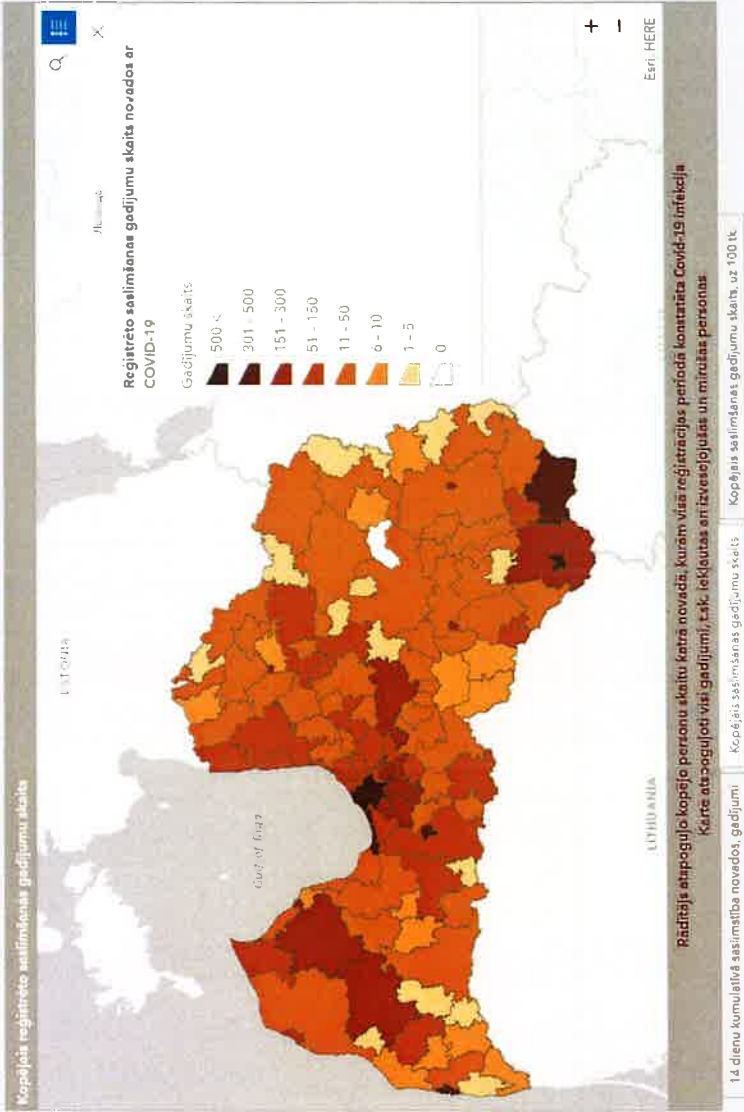 Kopējais reģistrēto saslimšanas gadījumu skaits
ESTONIA
Gulf of Riga
LITHUANIA
Reģistrēto saslimšanas gadījumu skaits novados ar
COVID-19
Gadījumu skaits
500 <
301 - 500
151 - 300
51 - 150
11 - 50
6 - 10
1 - 5
0
+
−
Esri, HERE
Rādītājs atspoguļo kopējo personu skaitu katrā novadā, kurām visā reģistrācijas periodā konstatēta Covid-19 infekcija
Kartē atspoguļoti visi gadījumi, t.sk. iekļautas arī izveseļojušās un mirušās personas
14 dienu kumulatīvā saslimstība novados, gadījumi
Kopējais saslimšanas gadījumu skaits
Kopējais saslimšanas gadījumu skaits, uz 100 tk